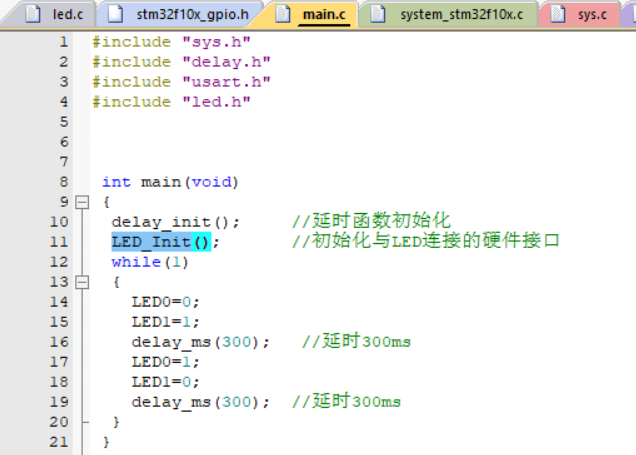 led.c stm32f10x_gpio.h main.c system_stm32f10x.c sys.c
1 #include "sys.h"
2 #include "delay.h"
3 #include "usart.h"
4 #include "led.h"
5
6
7
8 int main(void)
9 {
10 delay_init(); //延时函数初始化
11 LED_Init(); //初始化与LED连接的硬件接口
12 while(1)
13 {
14 LED0=0;
15 LED1=1;
16 delay_ms(300); //延时300ms
17 LED0=1;
18 LED1=0;
19 delay_ms(300); //延时300ms
20 }
21 }